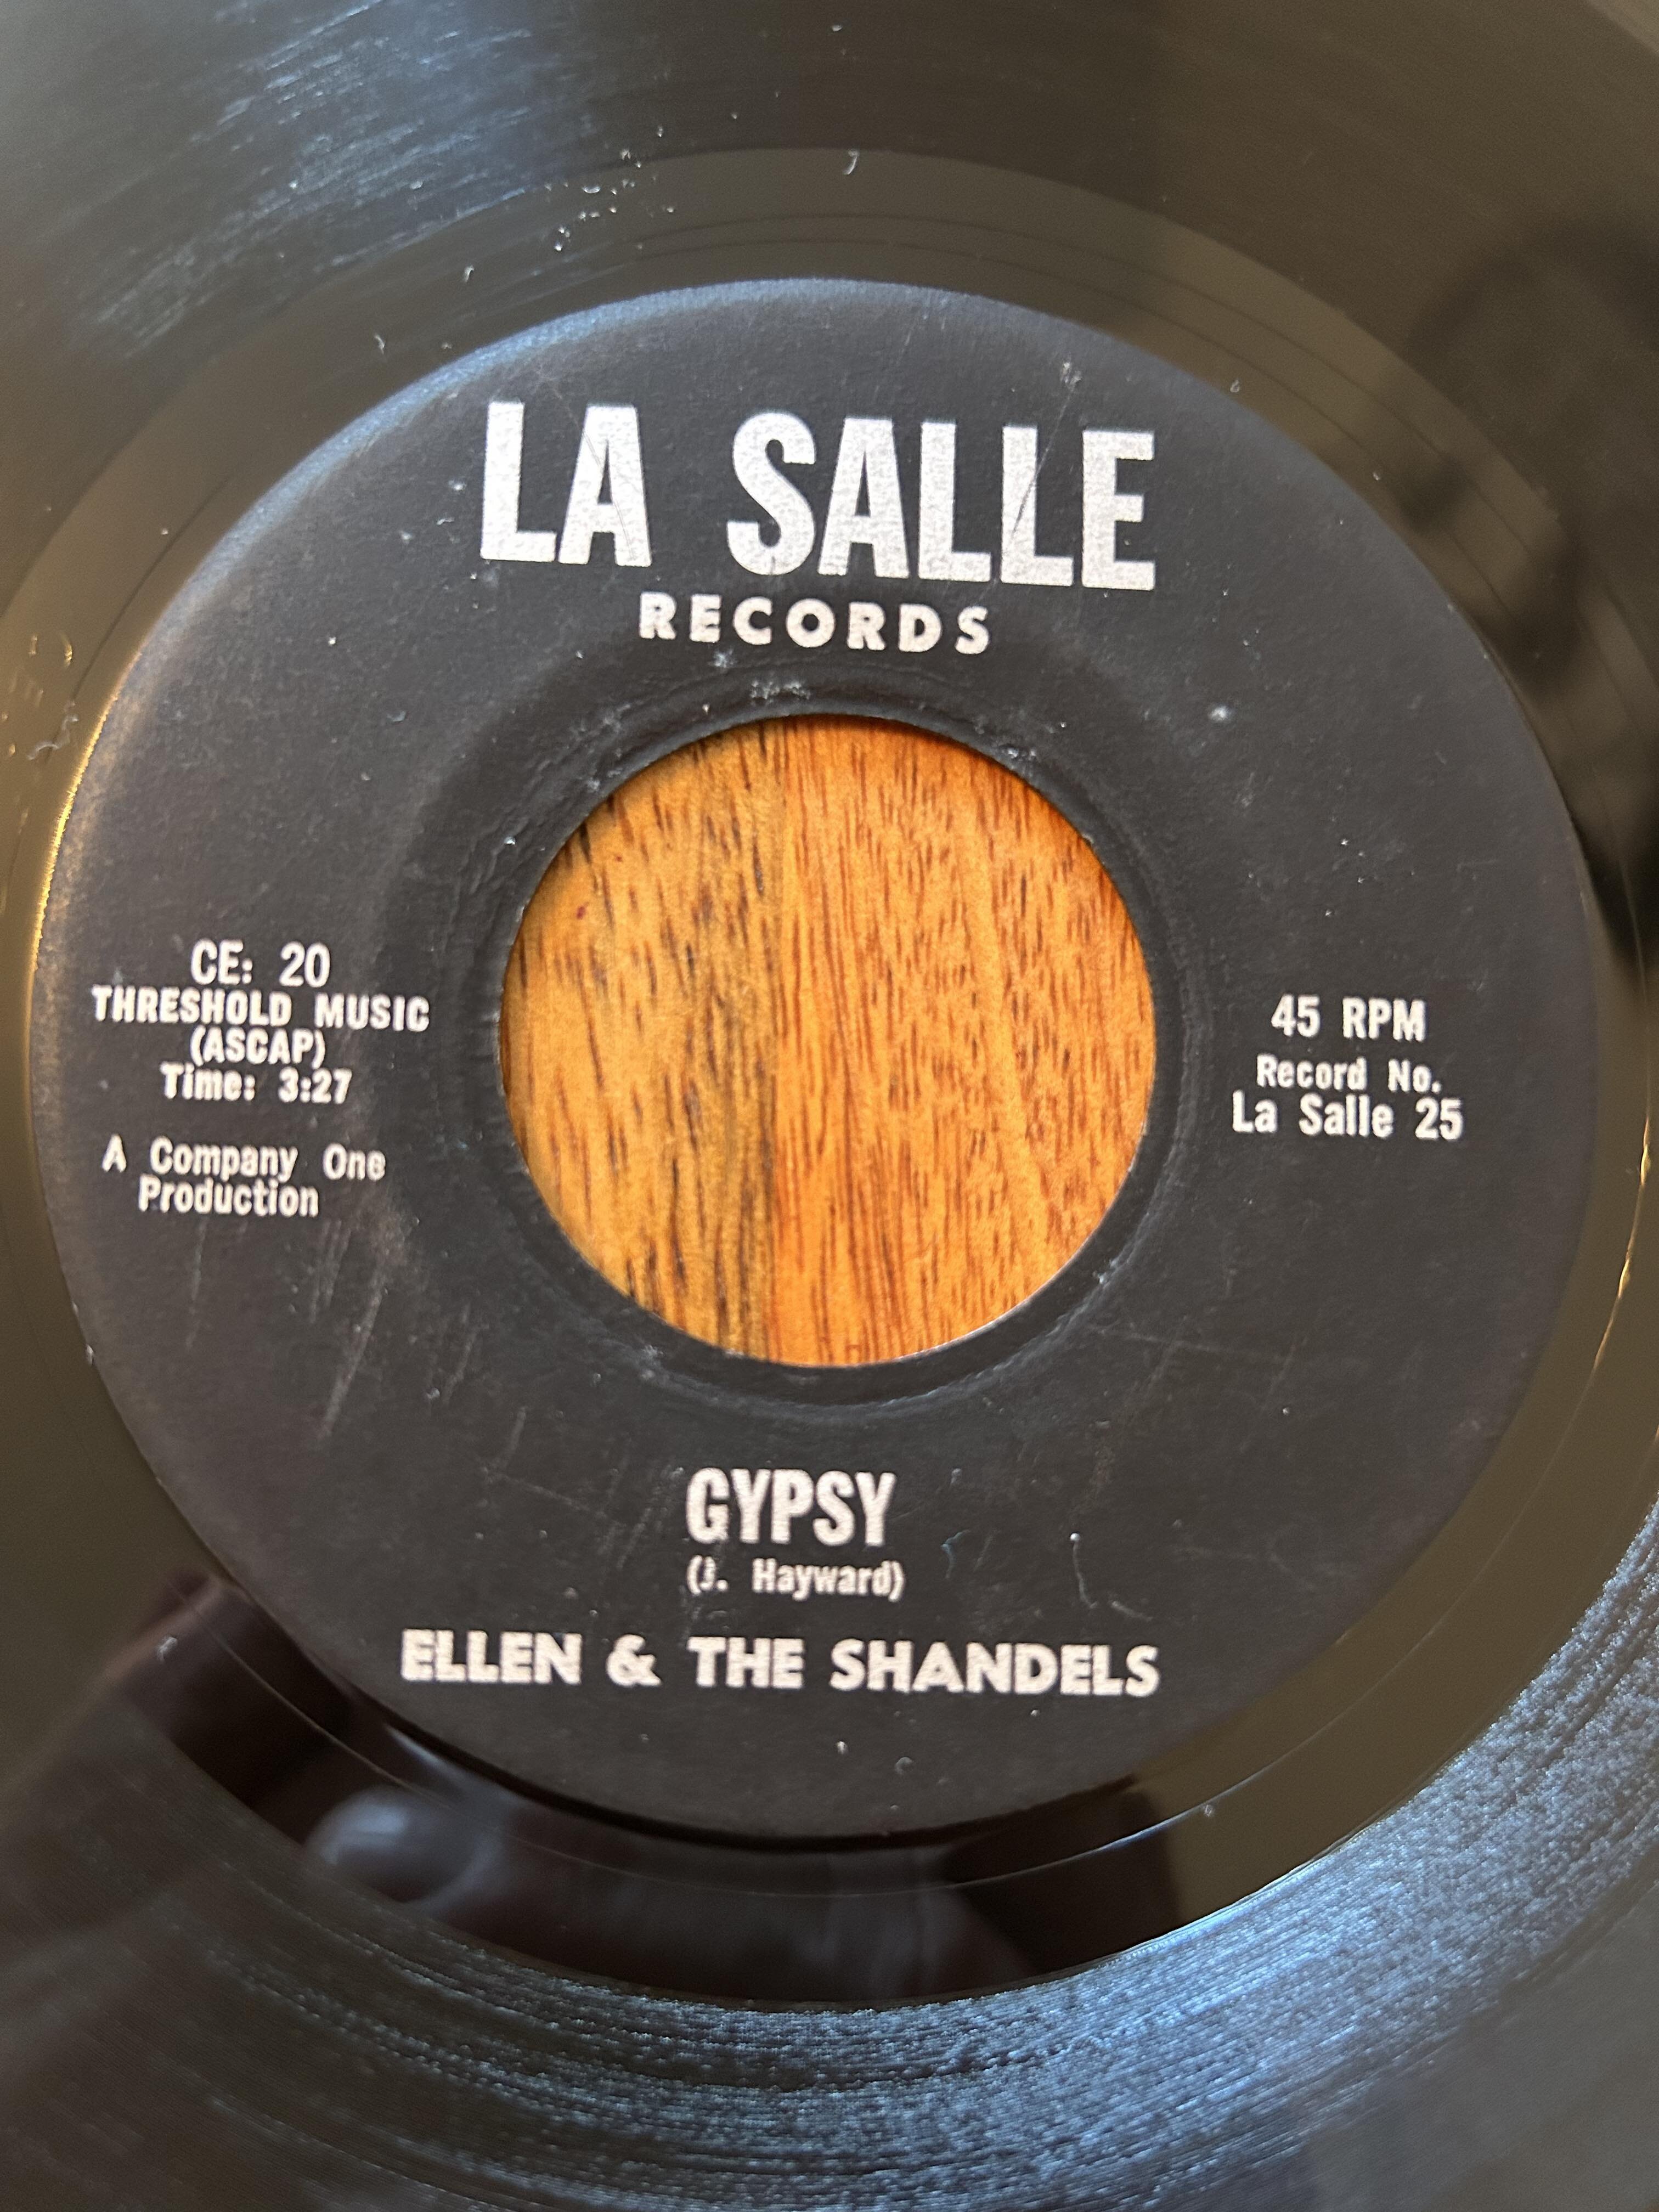 LA SALLE
RECORDS
CE: 20
THRESHOLD MUSIC
(ASCAP)
Time: 3:27
A Company One
Production
45 RPM
Record No.
La Salle 25
GYPSY
(J. Hayward)
ELLEN & THE SHANDELS